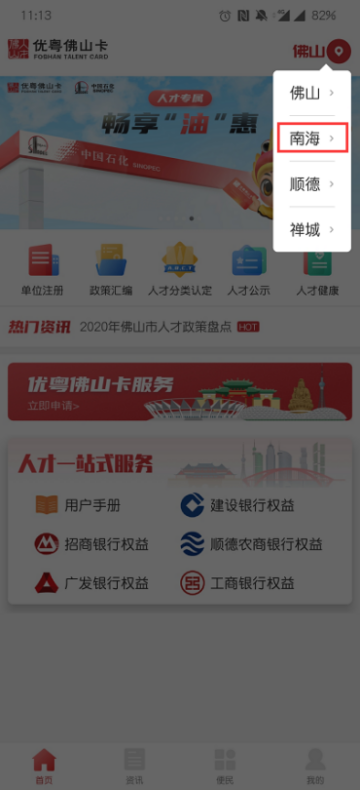 11:13
82%
优粤佛山卡
FOSHAN TALENT CARD
佛山
佛山
南海
顺德
禅城
优粤佛山卡
中国石化
人才专属
畅享“油”惠
中国石化 SINOPEC
单位注册
政策汇编
人才分类认定
人才公示
人才健康
热门资讯 2020年佛山市人才政策盘点 HOT
优粤佛山卡服务
立即申请>
人才一站式服务
用户手册
建设银行权益
招商银行权益
顺德农商银行权益
广发银行权益
工商银行权益
首页
资讯
便民
我的